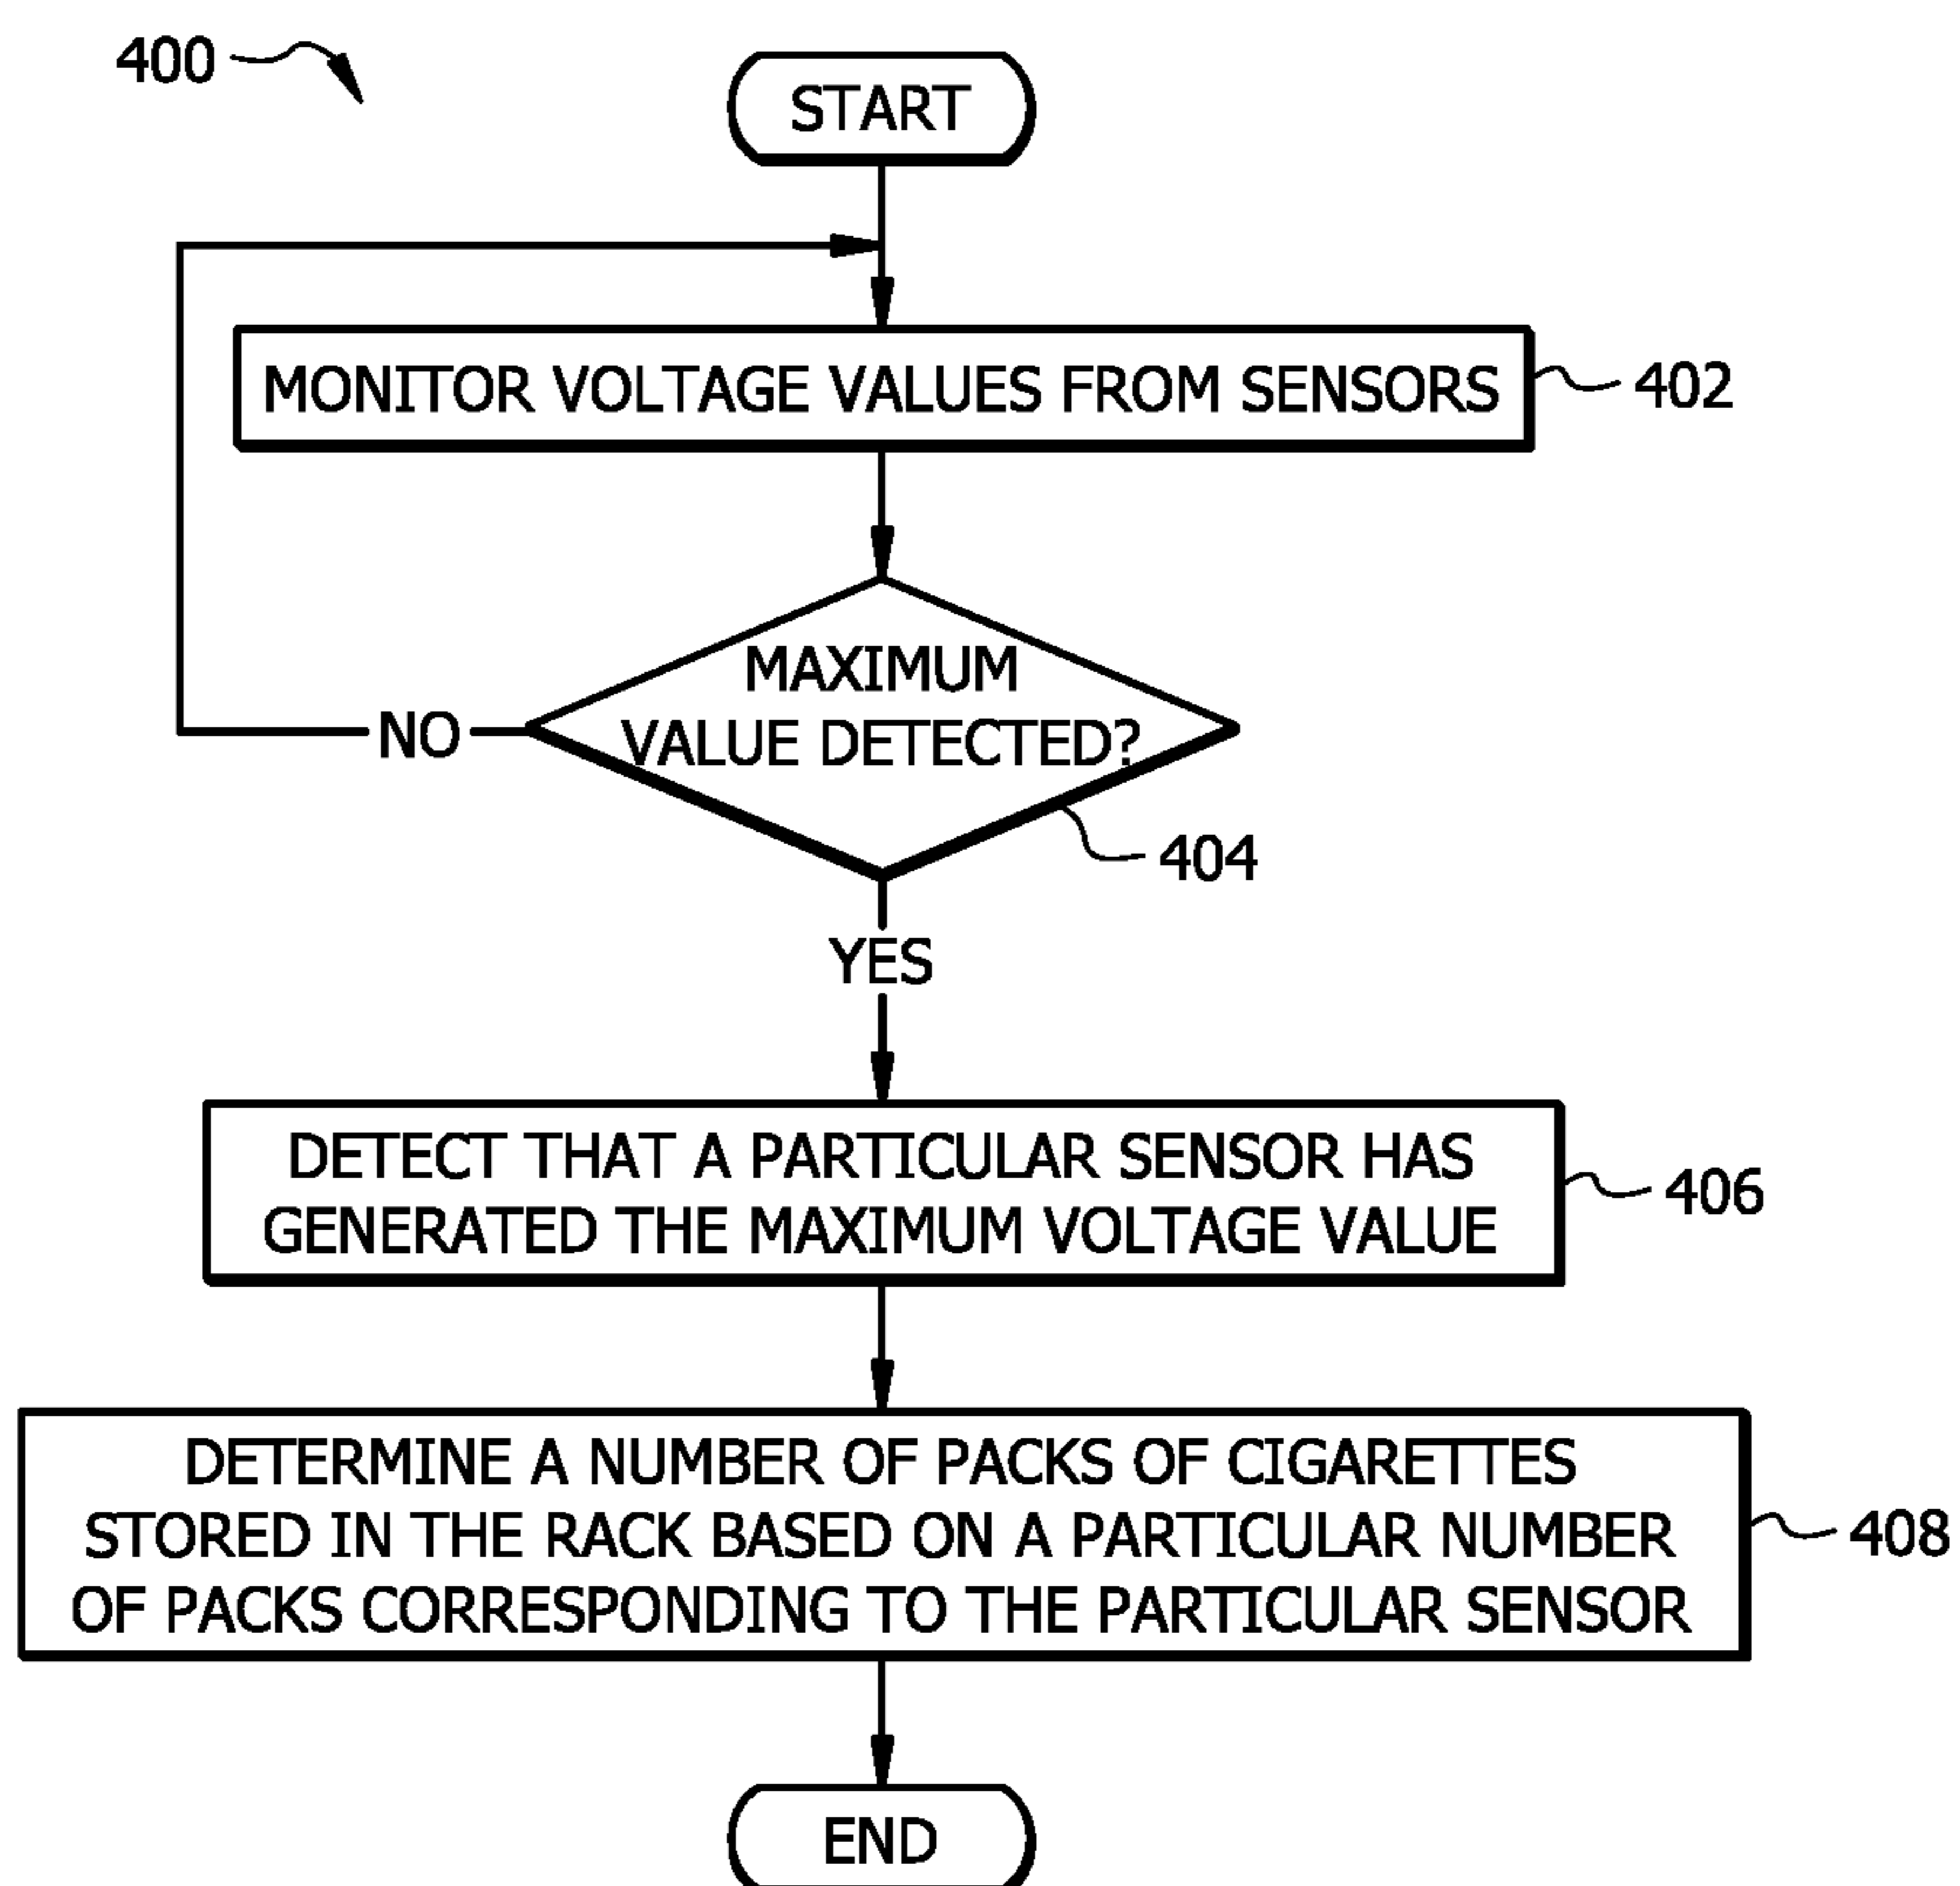 400
START
MONITOR VOLTAGE VALUES FROM SENSORS
402
MAXIMUM
VALUE DETECTED?
NO
404
YES
DETECT THAT A PARTICULAR SENSOR HAS
GENERATED THE MAXIMUM VOLTAGE VALUE
406
DETERMINE A NUMBER OF PACKS OF CIGARETTES
STORED IN THE RACK BASED ON A PARTICULAR NUMBER
OF PACKS CORRESPONDING TO THE PARTICULAR SENSOR
408
END